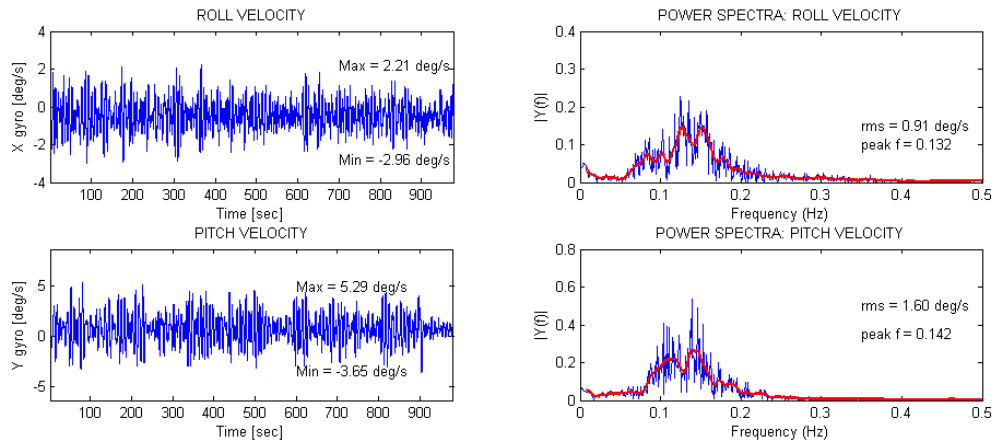 ROLL VELOCITY
4
2
0
-2
-4
X gyro [deg/s]
Max = 2.21 deg/s
Min = -2.96 deg/s
100 200 300 400 500 600 700 800 900
Time [sec]
POWER SPECTRA: ROLL VELOCITY
0.4
0.3
0.2
0.1
0
|Y(f)|
rms = 0.91 deg/s
peak f = 0.132
0 0.1 0.2 0.3 0.4 0.5
Frequency (Hz)
PITCH VELOCITY
5
0
-5
Y gyro [deg/s]
Max = 5.29 deg/s
Min = -3.65 deg/s
100 200 300 400 500 600 700 800 900
Time [sec]
POWER SPECTRA: PITCH VELOCITY
0.8
0.6
0.4
0.2
0
|Y(f)|
rms = 1.60 deg/s
peak f = 0.142
0 0.1 0.2 0.3 0.4 0.5
Frequency (Hz)